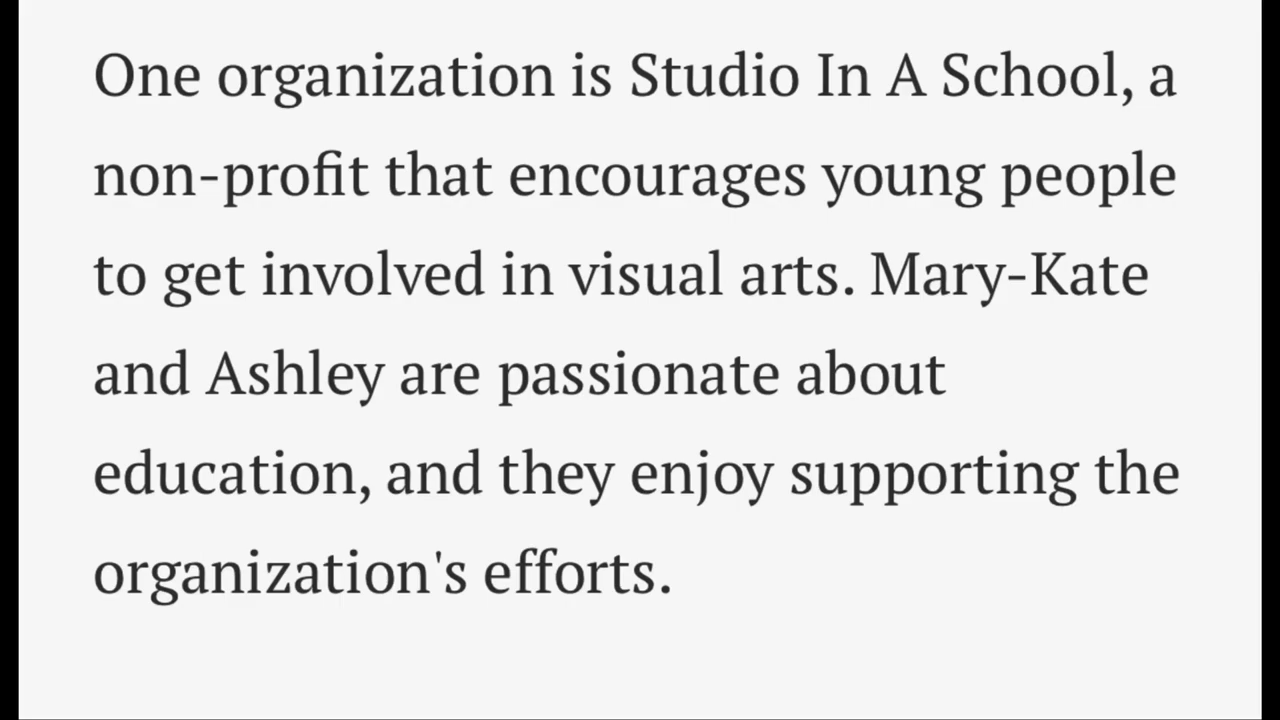 One organization is Studio In A School, a
non-profit that encourages young people
to get involved in visual arts. Mary-Kate
and Ashley are passionate about
education, and they enjoy supporting the
organization's efforts.